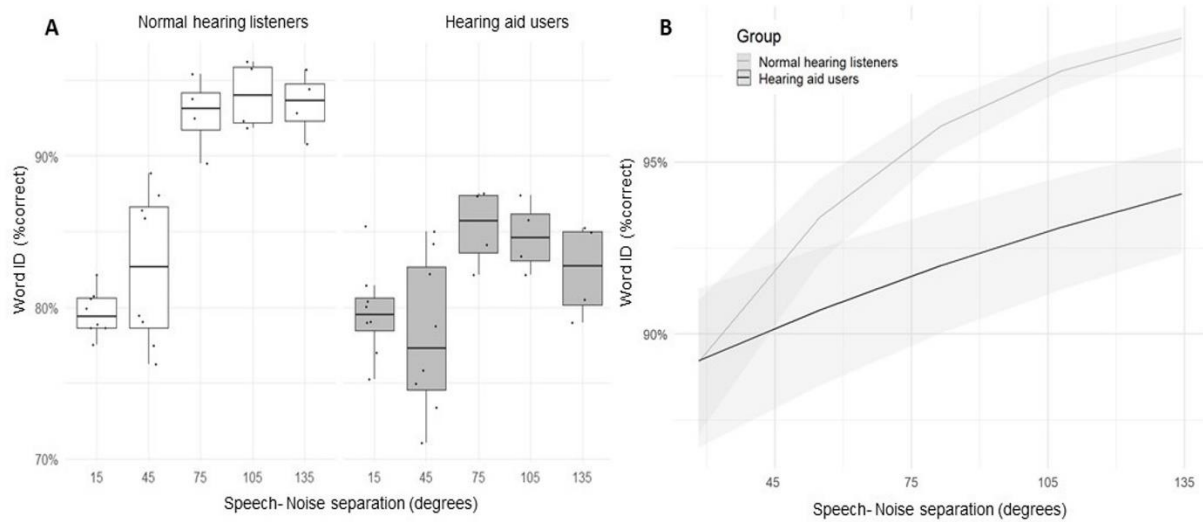 A
Normal hearing listeners
Hearing aid users
Word ID (%correct)
90%
80%
70%
15 45 75 105 135 15 45 75 105 135
Speech- Noise separation (degrees)
B
Group
Normal hearing listeners
Hearing aid users
Word ID (%correct)
95%
90%
45 75 105 135
Speech- Noise separation (degrees)